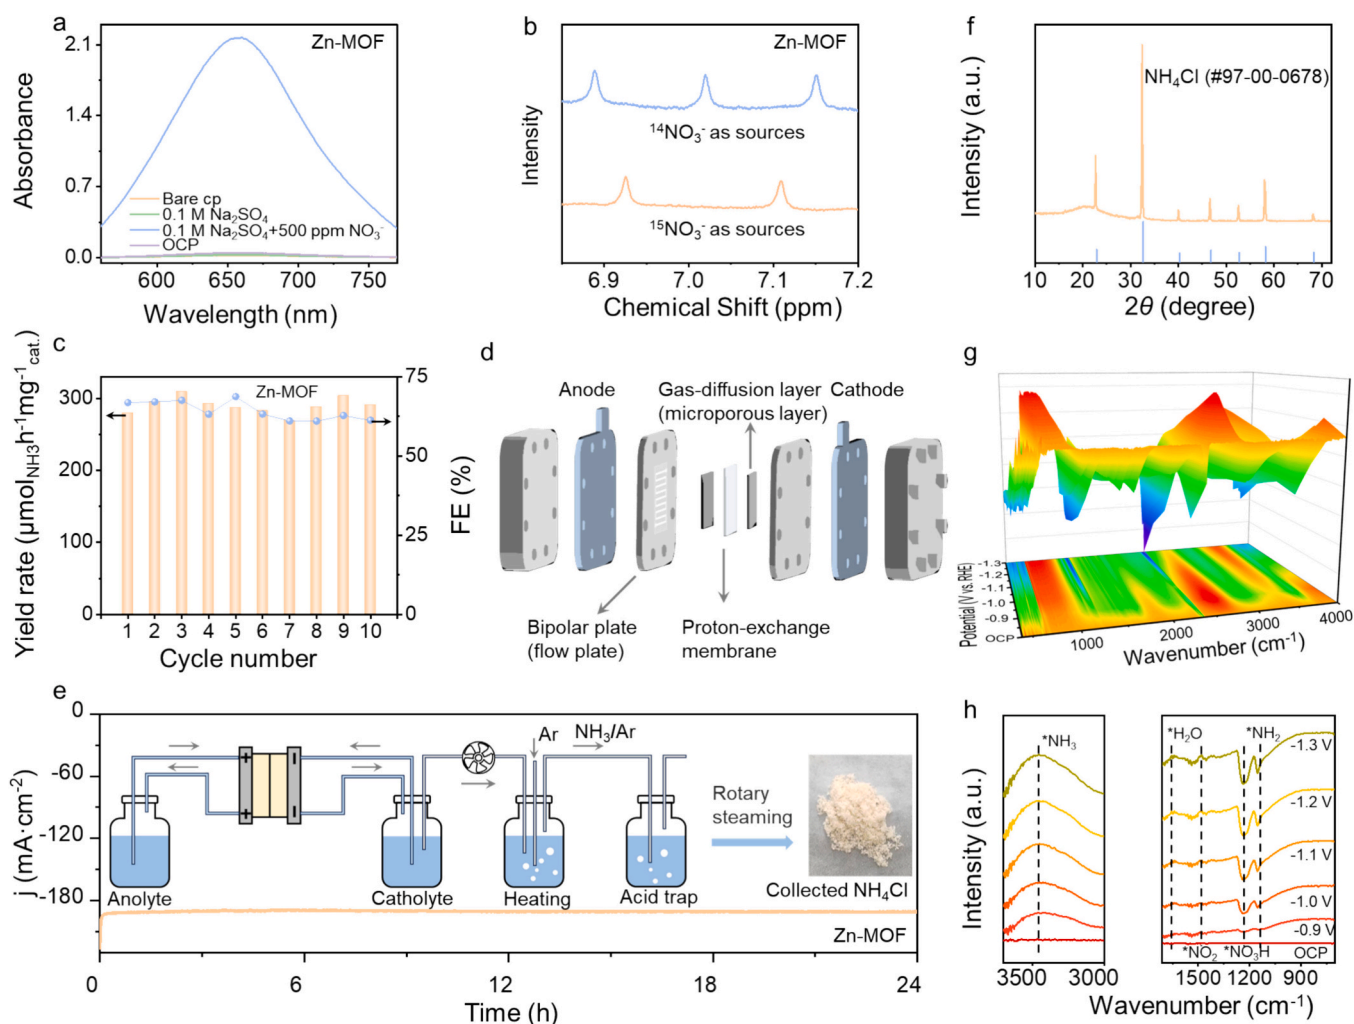 a
Zn-MOF
2.1
1.4
0.7
0.0
Absorbance
Bare cp
0.1 M Na₂SO₄
0.1 M Na₂SO₄+500 ppm NO₃⁻
OCP
600
650
700
750
Wavelength (nm)
b
Zn-MOF
Intensity
¹⁴NO₃⁻ as sources
¹⁵NO₃⁻ as sources
6.9
7.0
7.1
7.2
Chemical Shift (ppm)
f
Intensity (a.u.)
NH₄Cl (#97-00-0678)
10
20
30
40
50
60
70
2θ (degree)
c
Yield rate (μmol_NH3 h⁻¹mg⁻¹cat.)
300
200
100
0
Zn-MOF
75
50
25
0
FE (%)
1
2
3
4
5
6
7
8
9
10
Cycle number
d
Anode
Gas-diffusion layer
(microporous layer)
Cathode
Bipolar plate
(flow plate)
Proton-exchange
membrane
g
Potential (V vs.RHE)
-1.3
-1.2
-1.1
-1.0
-0.9
OCP
1000
2000
3000
4000
Wavenumber (cm⁻¹)
e
j (mA·cm⁻²)
0
-60
-120
-180
+
+
−
−
Ar
NH₃/Ar
Anolyte
Catholyte
Heating
Acid trap
Rotary
steaming
Collected NH₄Cl
Zn-MOF
0
6
12
18
24
Time (h)
h
Intensity (a.u.)
*NH₃
*H₂O
*NH₂
-1.3 V
-1.2 V
-1.1 V
-1.0 V
-0.9 V
*NO₂
*NO₃H
OCP
3500
3000
1500
1200
900
Wavenumber (cm⁻¹)